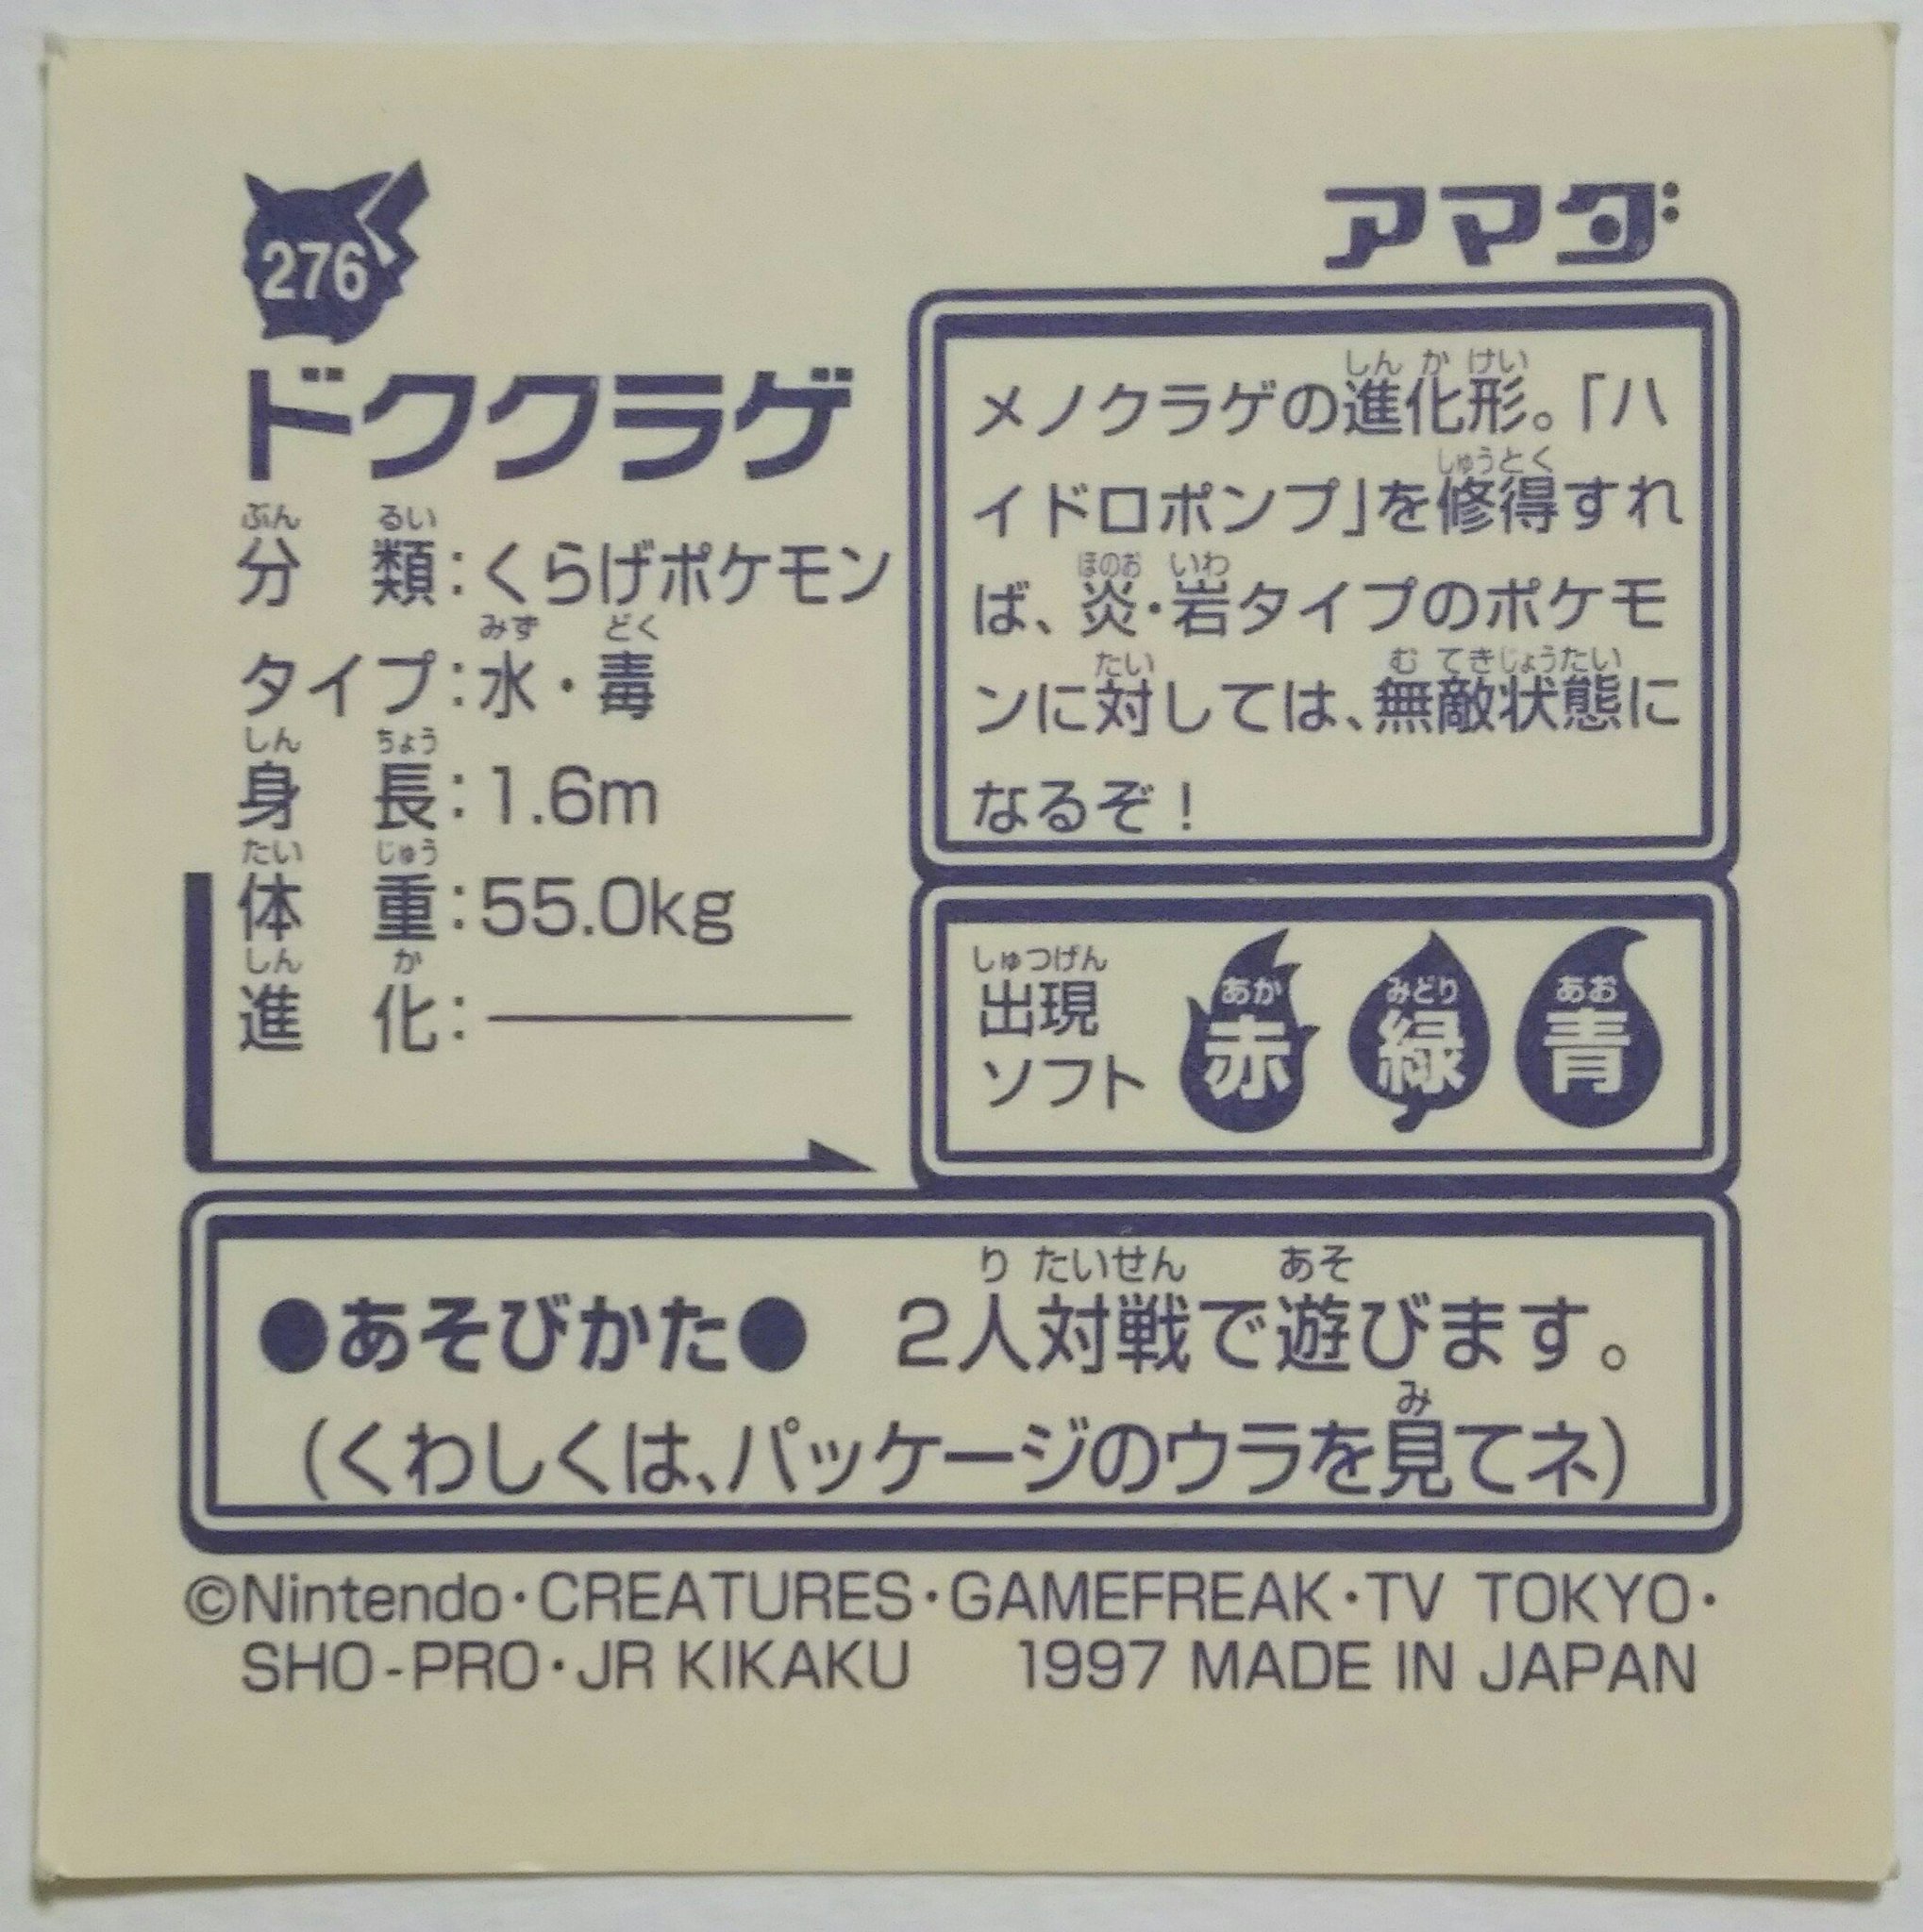 276
アマダ
ドククラゲ
ぶん るい
分 類:くらげポケモン
みず どく
タイプ:水・毒
しん ちょう
身 長:1.6m
たい じゅう
体 重:55.0kg
しん か
進 化:――――
しん か けい
メノクラゲの進化形。「ハ
しゅうとく
イドロポンプ」を修得すれ
ほのお いわ
ば、炎・岩タイプのポケモ
たい む てきじょうたい
ンに対しては、無敵状態に
なるぞ!
しゅつげん
出現
ソフト
あか みどり あお
赤 緑 青
り たいせん あそ
●あそびかた● 2人対戦で遊びます。
み
(くわしくは、パッケージのウラを見てネ)
©Nintendo・CREATURES・GAMEFREAK・TV TOKYO・
SHO-PRO・JR KIKAKU 1997 MADE IN JAPAN